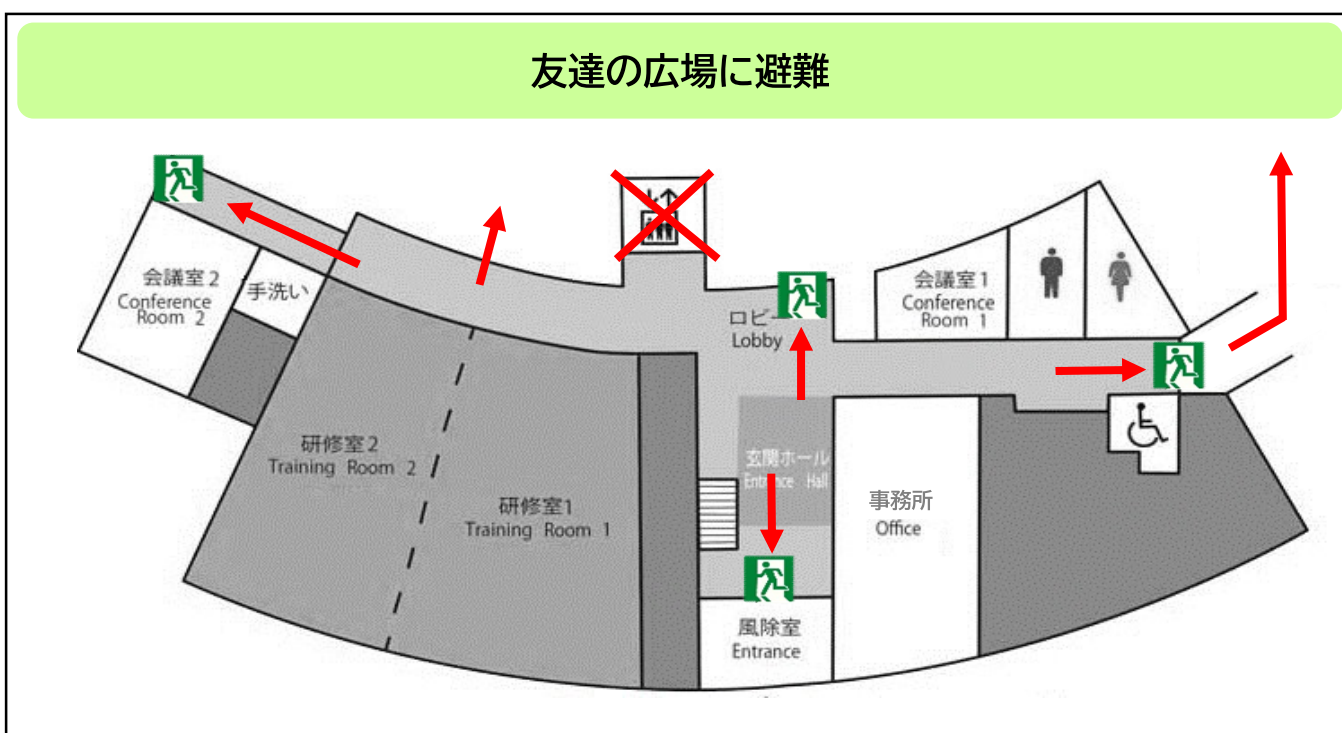 友達の広場に避難
会議室2
Conference
Room 2
手洗い
ロビー
Lobby
会議室1
Conference
Room 1
研修室2
Training Room 2
研修室1
Training Room 1
玄関ホール
Entrance Hall
事務所
Office
風除室
Entrance